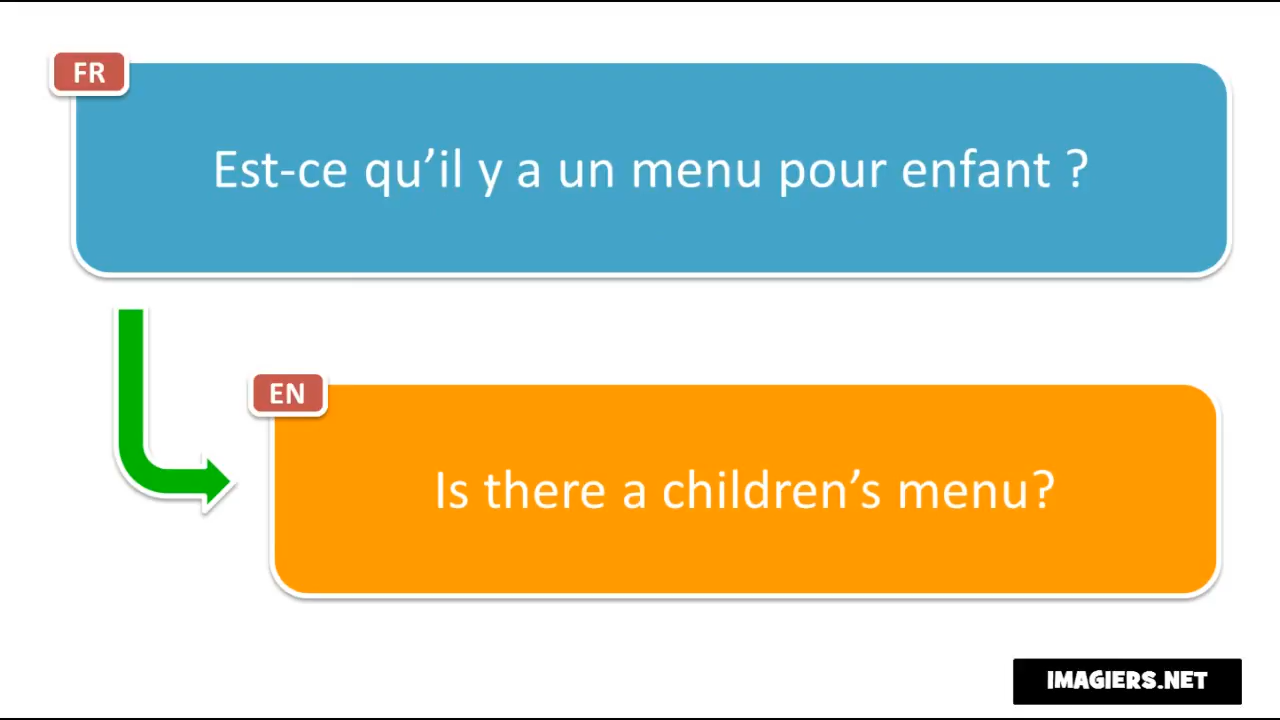 FR
Est-ce qu’il y a un menu pour enfant ?
EN
Is there a children’s menu?
IMAGIERS.NET